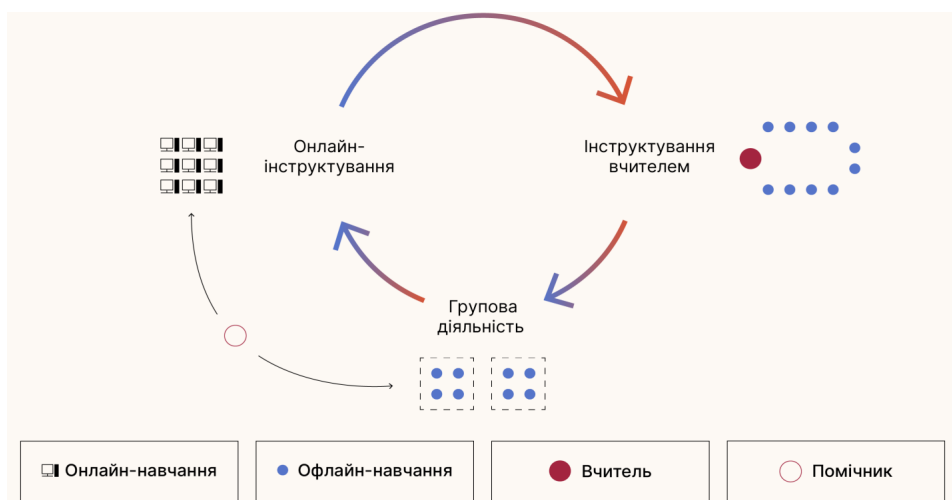 Онлайн-
інструктування
Інструктування
вчителем
Групова
діяльність
Онлайн-навчання
Офлайн-навчання
Вчитель
Помічник